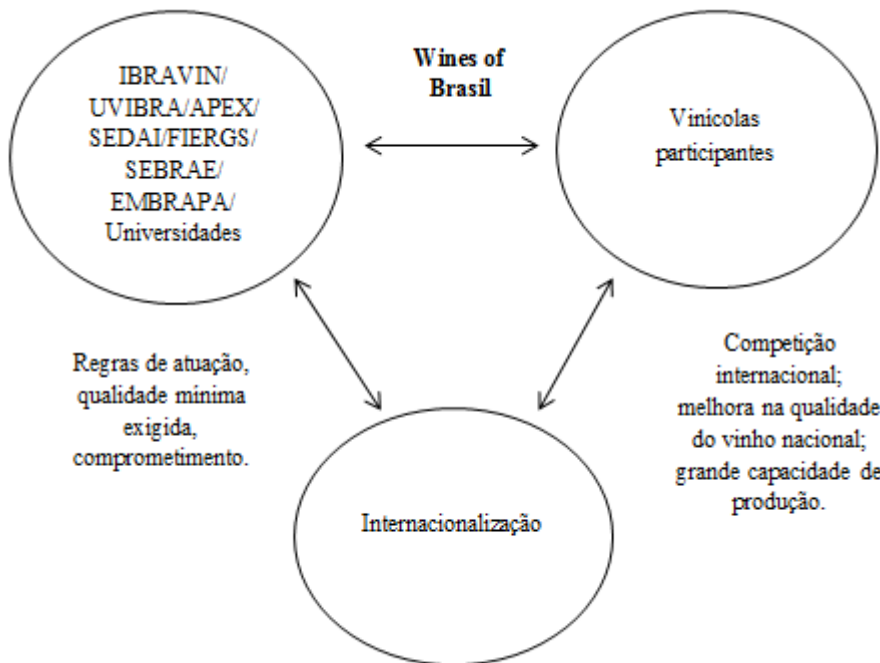 IBRAVIN/
UVIBRA/APEX/
SEDAI/FIERGS/
SEBRAE/
EMBRAPA/
Universidades
Wines of
Brasil
Vinícolas
participantes
Regras de atuação,
qualidade mínima
exigida,
comprometimento.
Competição
internacional;
melhora na qualidade
do vinho nacional;
grande capacidade de
produção.
Internacionalização